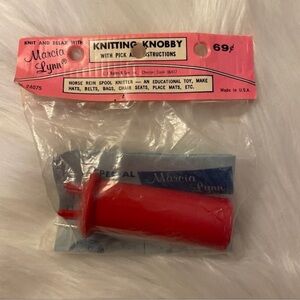 KNIT AND RELAX WITH
Marcia
Lynn®
74075
KNITTING KNOBBY
WITH PICK A INSTRUCTIONS
69¢
HORSE REIN SPOOL KNITTER — AN EDUCATIONAL TOY, MAKE
HATS, BELTS, BAGS, CHAIR SEATS, PLACE MATS, ETC.
Made in U.S.A.
Marcia
Lynn